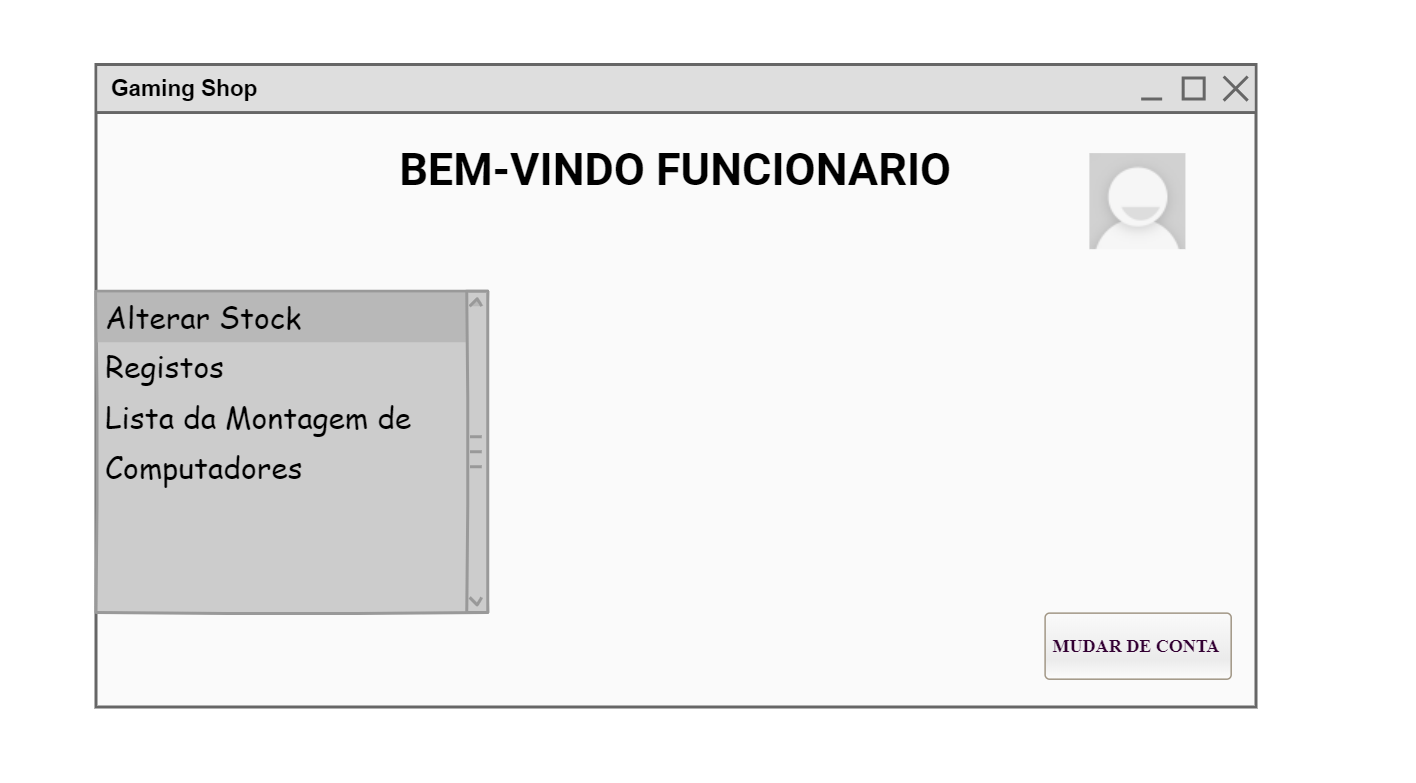 Gaming Shop
BEM-VINDO FUNCIONARIO
Alterar Stock
Registos
Lista da Montagem de
Computadores
MUDAR DE CONTA